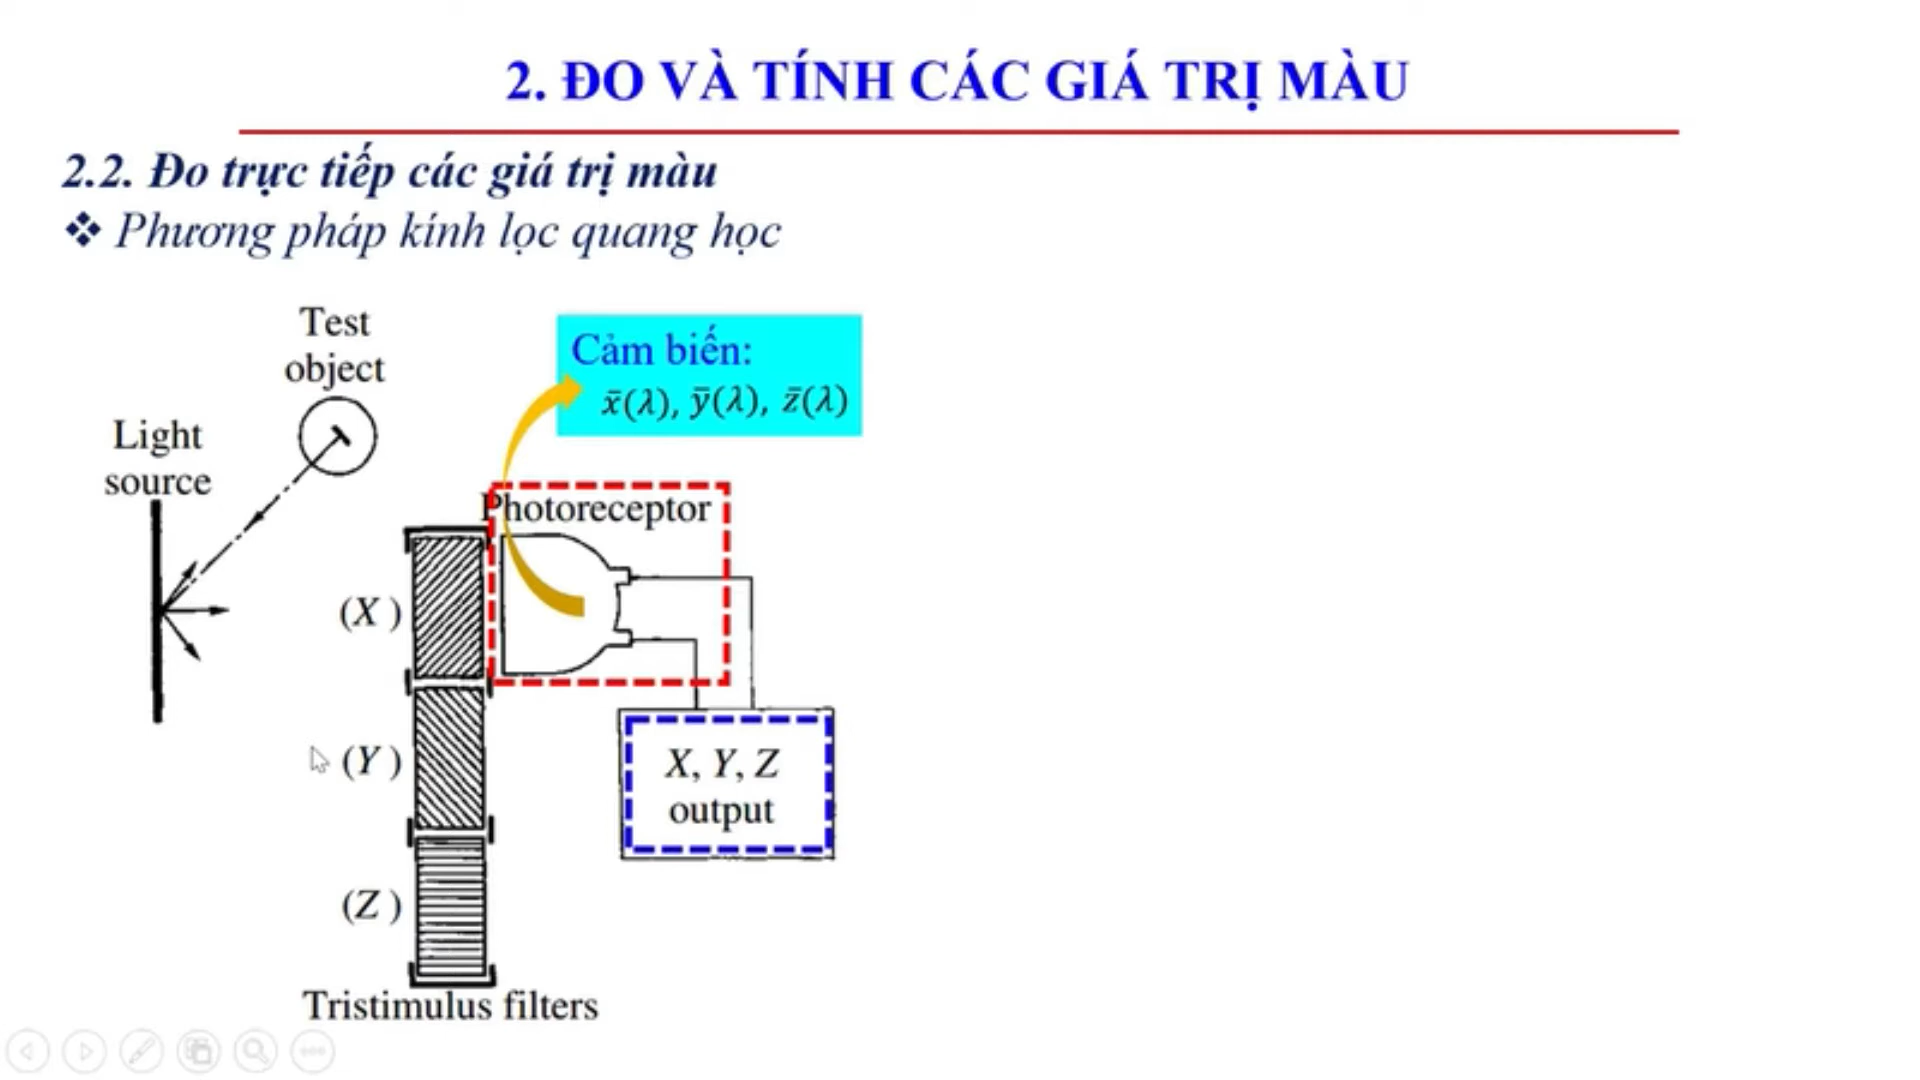 2. ĐO VÀ TÍNH CÁC GIÁ TRỊ MÀU
2.2. Đo trực tiếp các giá trị màu
❖ Phương pháp kính lọc quang học
Test
object
Light
source
Cảm biến:
x̄(λ), ȳ(λ), z̄(λ)
Photoreceptor
(X)
(Y)
(Z)
X, Y, Z
output
Tristimulus filters